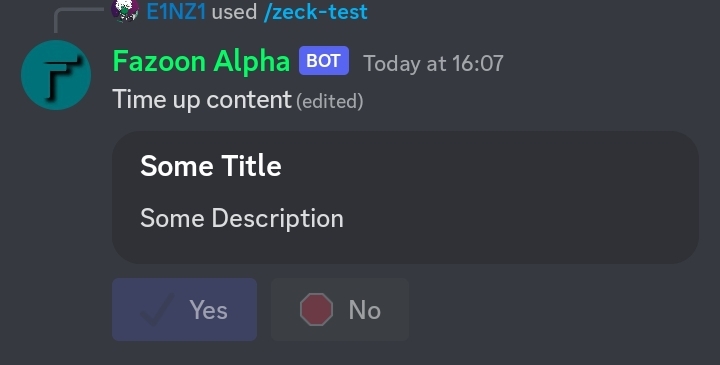 E1NZ1 used /zeck-test
Fazoon Alpha BOT Today at 16:07
Time up content (edited)
Some Title
Some Description
Yes No